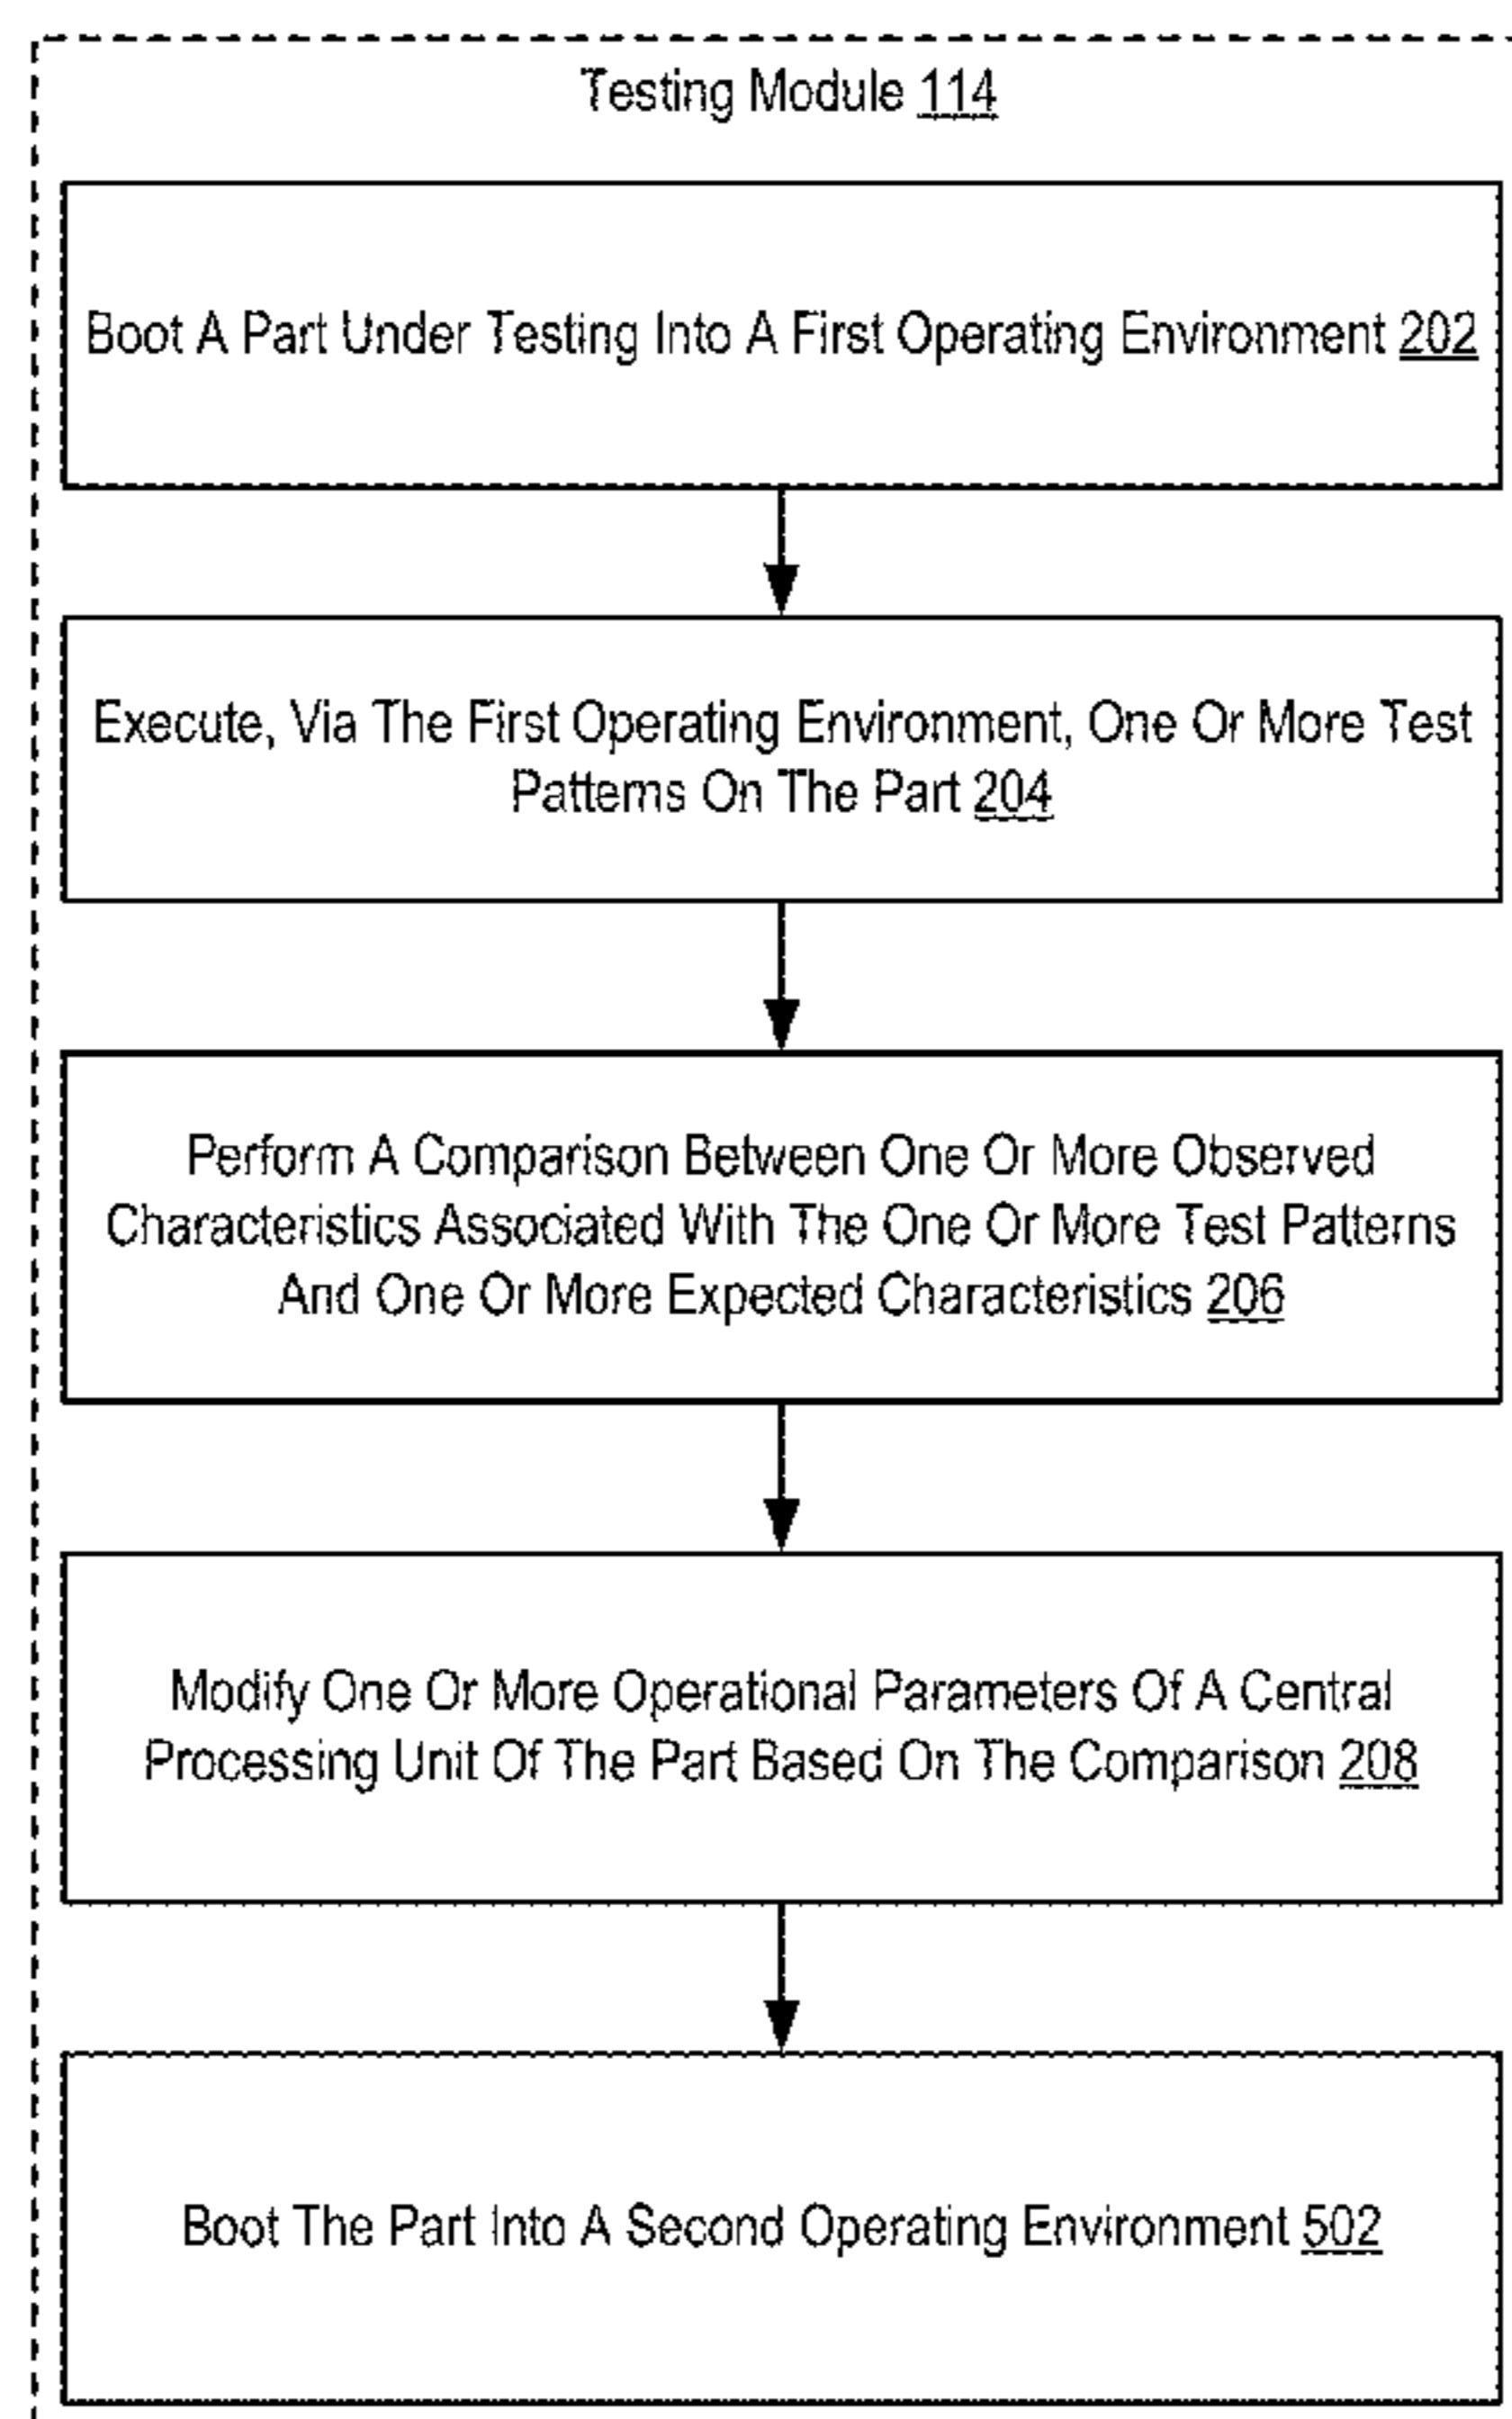 Testing Module 114
Boot A Part Under Testing Into A First Operating Environment 202
Execute, Via The First Operating Environment, One Or More Test
Patterns On The Part 204
Perform A Comparison Between One Or More Observed
Characteristics Associated With The One Or More Test Patterns
And One Or More Expected Characteristics 206
Modify One Or More Operational Parameters Of A Central
Processing Unit Of The Part Based On The Comparison 208
Boot The Part Into A Second Operating Environment 502